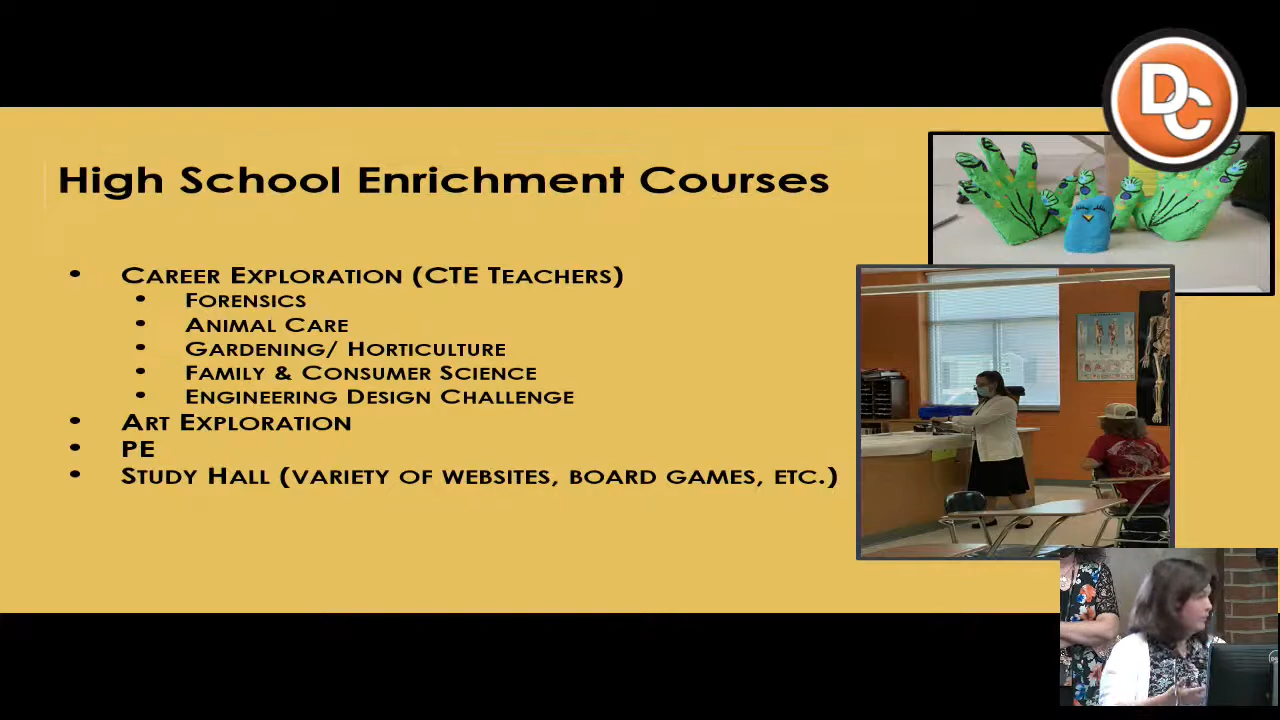 DC
High School Enrichment Courses
• Career Exploration (CTE Teachers)
• Forensics
• Animal Care
• Gardening/ Horticulture
• Family & Consumer Science
• Engineering Design Challenge
• Art Exploration
• PE
• Study Hall (variety of websites, board games, etc.)